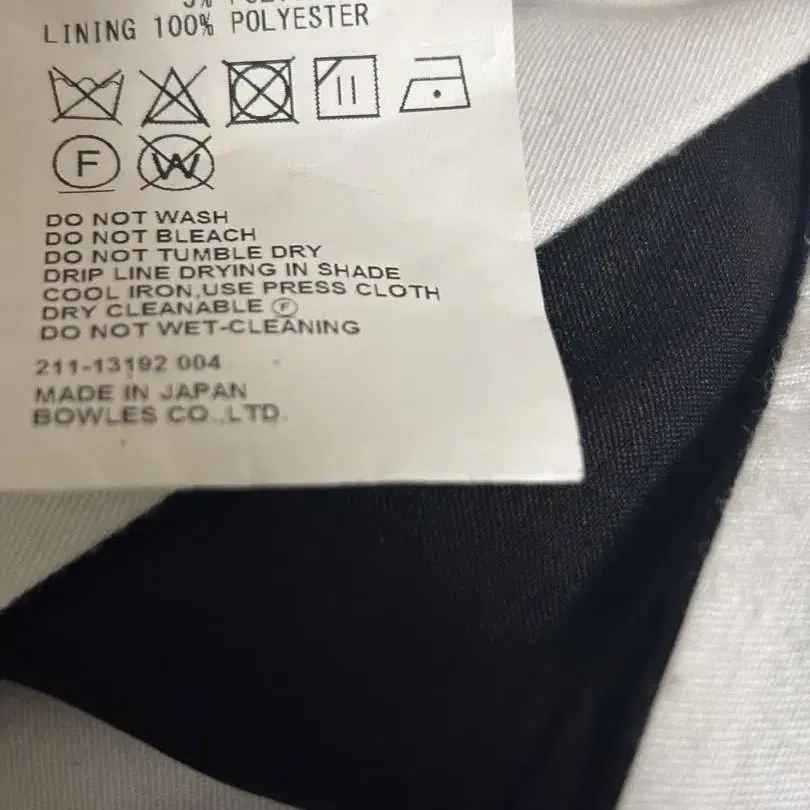 LINING 100% POLYESTER
F W
DO NOT WASH
DO NOT BLEACH
DO NOT TUMBLE DRY
DRIP LINE DRYING IN SHADE
COOL IRON,USE PRESS CLOTH
DRY CLEANABLE Ⓕ
DO NOT WET-CLEANING
211-13192 004
MADE IN JAPAN
BOWLES CO.,LTD.